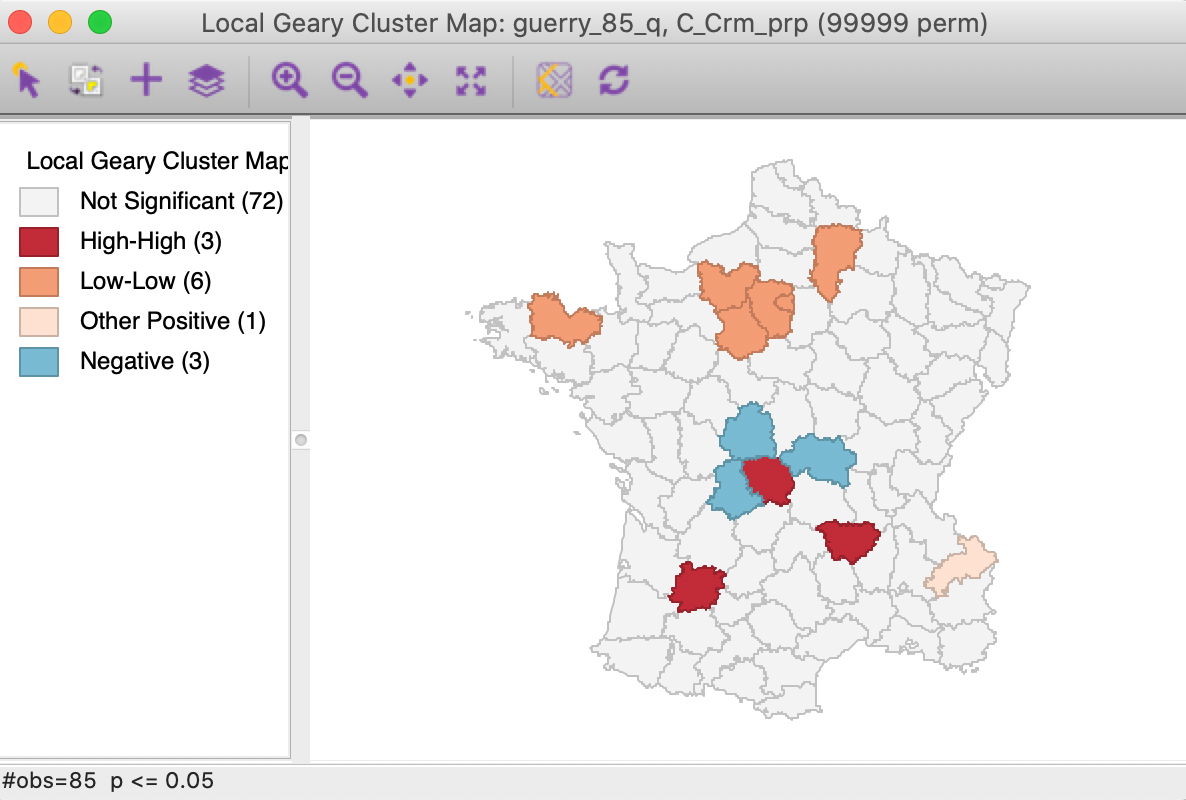 Local Geary Cluster Map: guerry_85_q, C_Crm_prp (99999 perm)
Local Geary Cluster Map
Not Significant (72)
High-High (3)
Low-Low (6)
Other Positive (1)
Negative (3)
#obs=85 p <= 0.05